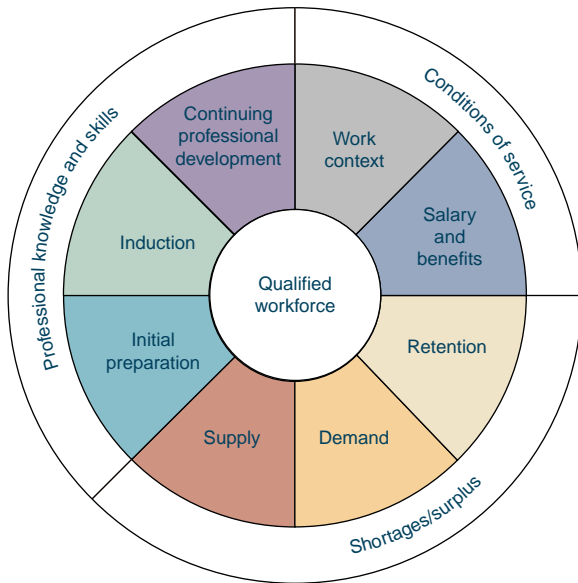 Professional knowledge and skills
Conditions of service
Continuing
professional
development
Work
context
Induction
Salary
and
benefits
Qualified
workforce
Initial
preparation
Retention
Supply
Demand
Shortages/surplus